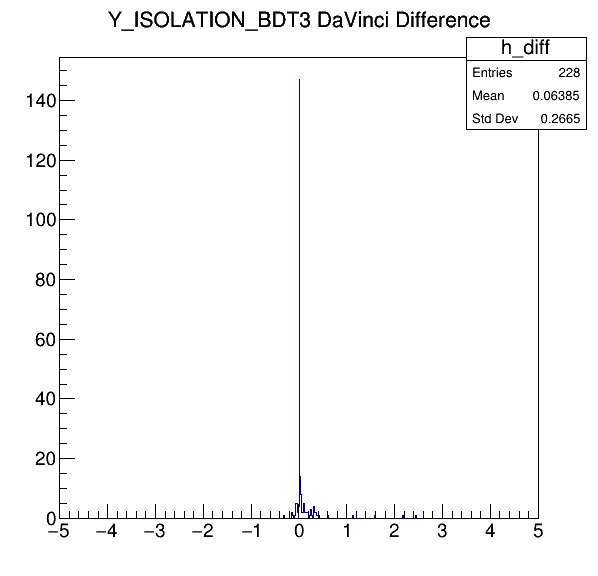 Y_ISOLATION_BDT3 DaVinci Difference
h_diff
Entries 228
Mean 0.06385
Std Dev 0.2665
140
120
100
80
60
40
20
0
−5 −4 −3 −2 −1 0 1 2 3 4 5